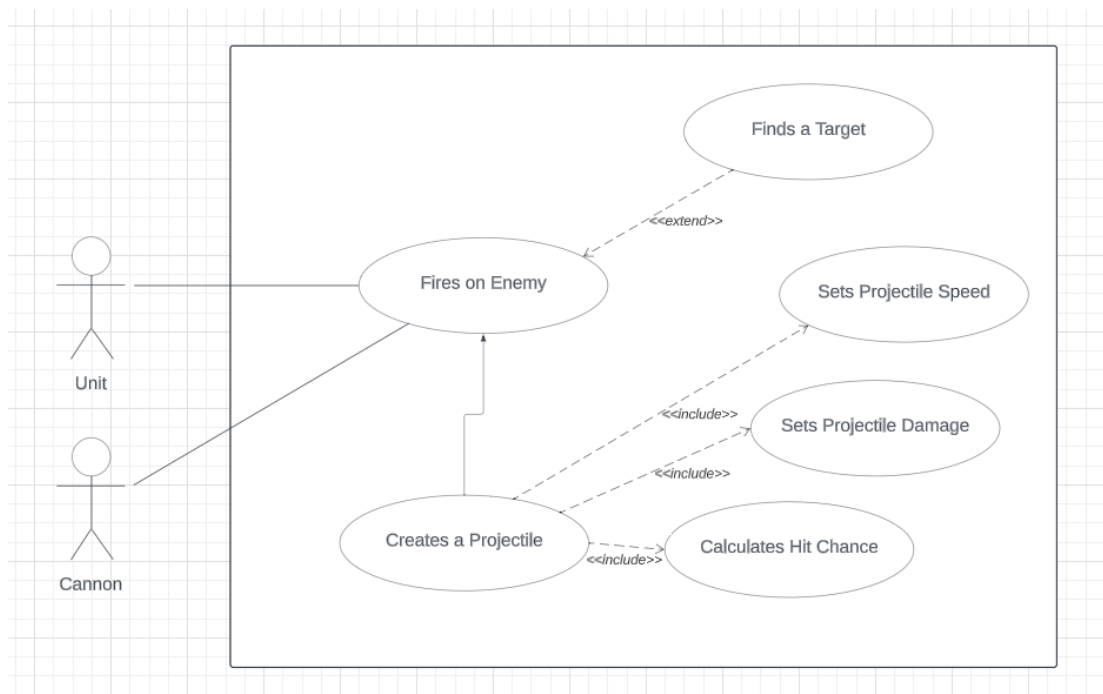 Finds a Target
<<extend>>
Fires on Enemy
Sets Projectile Speed
Unit
<<include>>
Sets Projectile Damage
<<include>>
Creates a Projectile
Calculates Hit Chance
<<include>>
Cannon